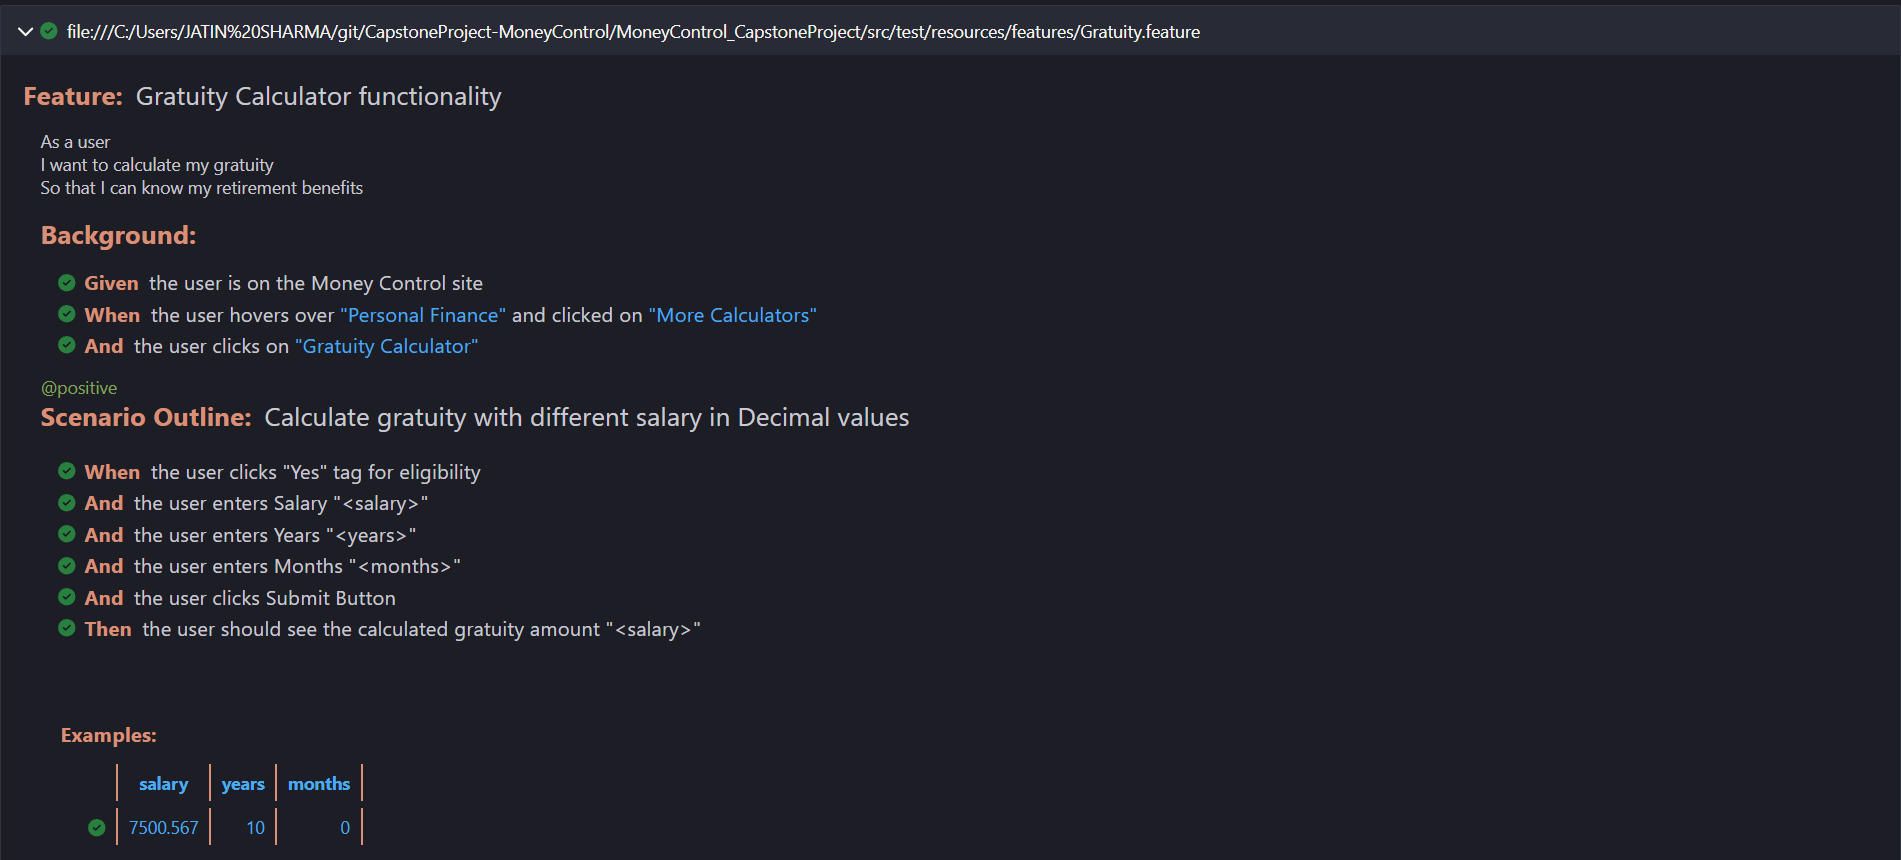 file:///C:/Users/JATIN%20SHARMA/git/CapstoneProject-MoneyControl/MoneyControl_CapstoneProject/src/test/resources/features/Gratuity.feature
Feature: Gratuity Calculator functionality
As a user
I want to calculate my gratuity
So that I can know my retirement benefits
Background:
Given the user is on the Money Control site
When the user hovers over "Personal Finance" and clicked on "More Calculators"
And the user clicks on "Gratuity Calculator"
@positive
Scenario Outline: Calculate gratuity with different salary in Decimal values
When the user clicks "Yes" tag for eligibility
And the user enters Salary "<salary>"
And the user enters Years "<years>"
And the user enters Months "<months>"
And the user clicks Submit Button
Then the user should see the calculated gratuity amount "<salary>"
Examples:
salary years months
7500.567 10 0